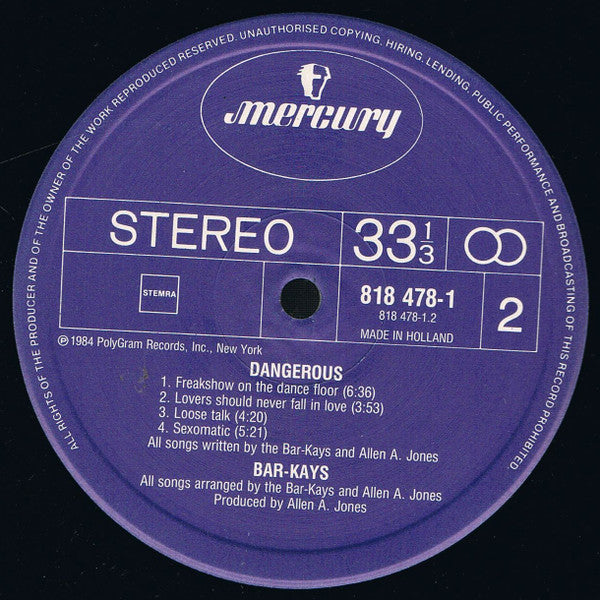 ALL RIGHTS OF THE PRODUCER AND OF THE OWNER OF THE WORK REPRODUCED RESERVED. UNAUTHORISED COPYING, HIRING, LENDING, PUBLIC PERFORMANCE AND BROADCASTING OF THIS RECORD PROHIBITED
mercury
STEREO
33 1/3
STEMRA
818 478-1
818 478-1.2
MADE IN HOLLAND
2
℗ 1984 PolyGram Records, Inc., New York
DANGEROUS
1. Freakshow on the dance floor (6:36)
2. Lovers should never fall in love (3:53)
3. Loose talk (4:20)
4. Sexomatic (5:21)
All songs written by the Bar-Kays and Allen A. Jones
BAR-KAYS
All songs arranged by the Bar-Kays and Allen A. Jones
Produced by Allen A. Jones